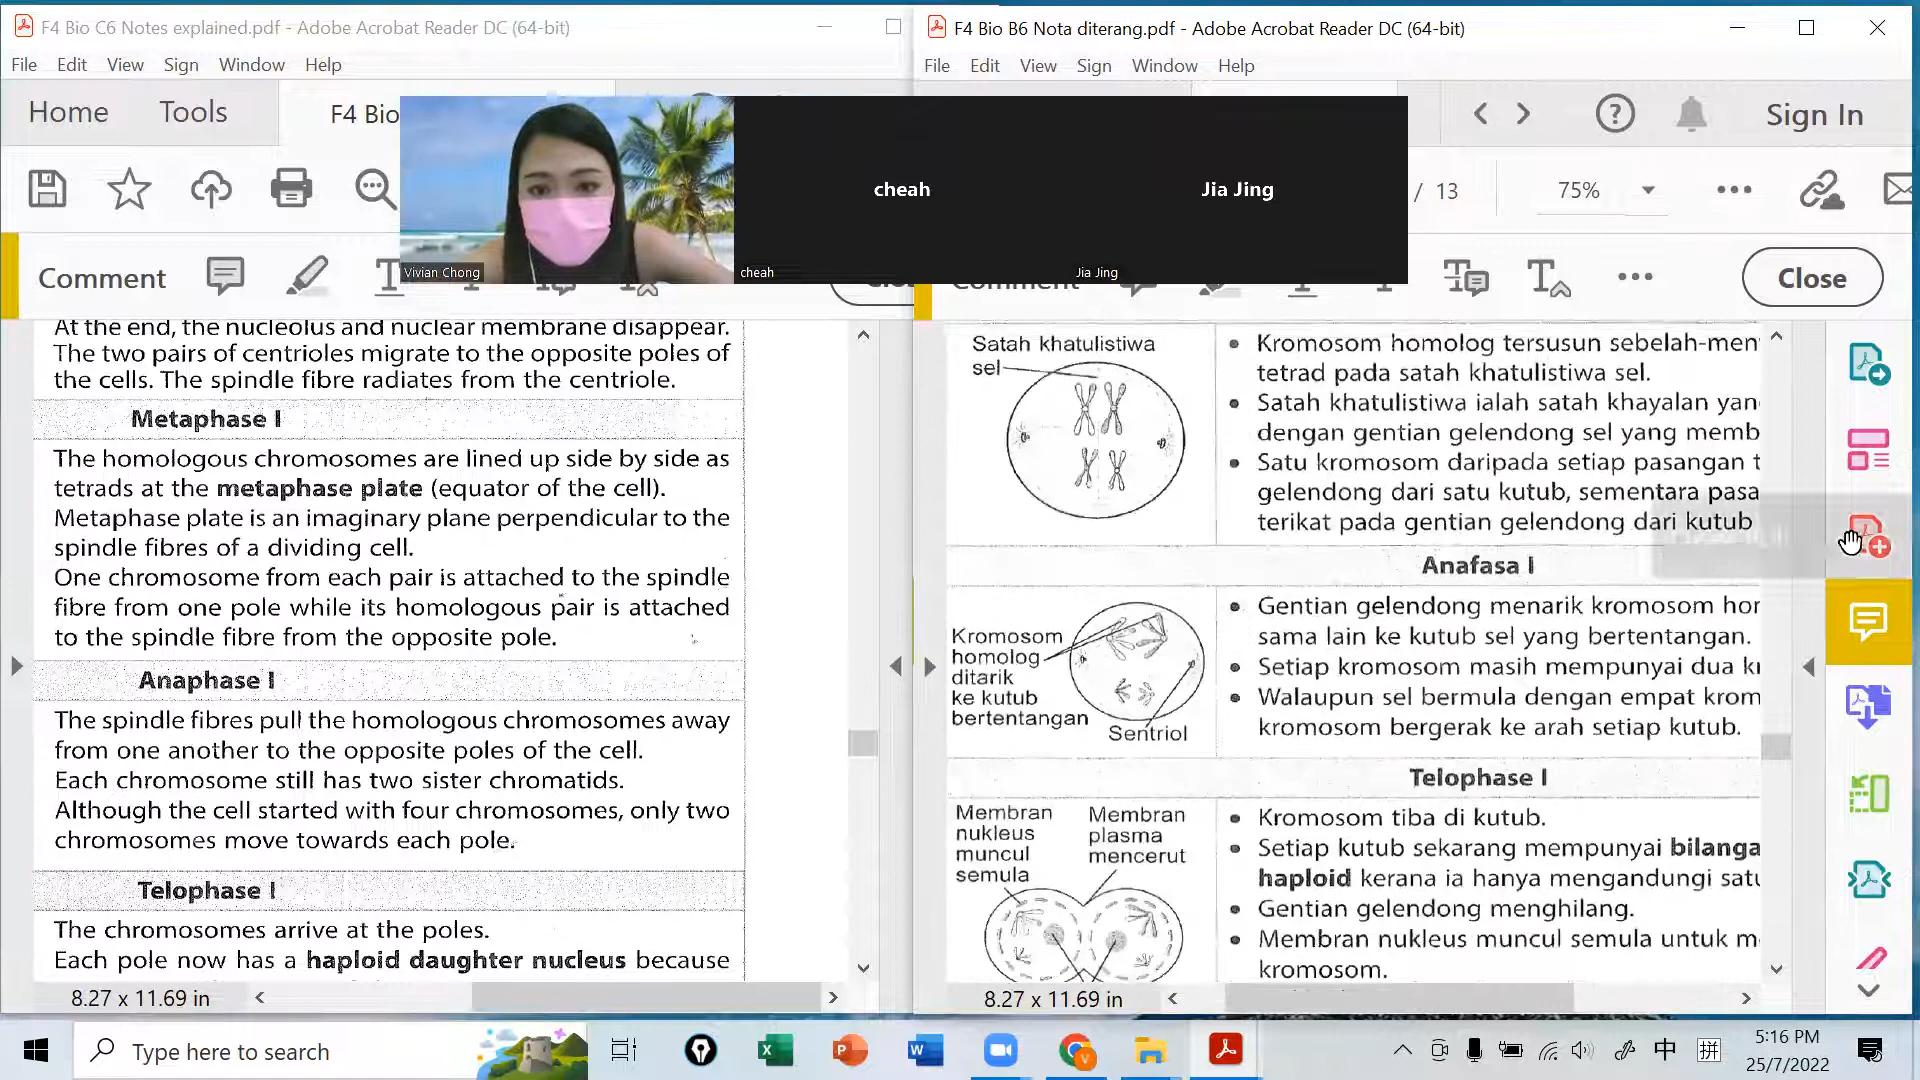 F4 Bio C6 Notes explained.pdf - Adobe Acrobat Reader DC (64-bit)
File Edit View Sign Window Help
Home Tools F4 Bio
Comment
At the end, the nucleolus and nuclear membrane disappear.
The two pairs of centrioles migrate to the opposite poles of
the cells. The spindle fibre radiates from the centriole.
Metaphase I
The homologous chromosomes are lined up side by side as
tetrads at the metaphase plate (equator of the cell).
Metaphase plate is an imaginary plane perpendicular to the
spindle fibres of a dividing cell.
One chromosome from each pair is attached to the spindle
fibre from one pole while its homologous pair is attached
to the spindle fibre from the opposite pole.
Anaphase I
The spindle fibres pull the homologous chromosomes away
from one another to the opposite poles of the cell.
Each chromosome still has two sister chromatids.
Although the cell started with four chromosomes, only two
chromosomes move towards each pole.
Telophase I
The chromosomes arrive at the poles.
Each pole now has a haploid daughter nucleus because
8.27 x 11.69 in
Vivian Chong
cheah
cheah
Jia Jing
Jia Jing
F4 Bio B6 Nota diterang.pdf - Adobe Acrobat Reader DC (64-bit)
File Edit View Sign Window Help
Sign In
/ 13
75%
Close
Satah khatulistiwa
sel
Kromosom homolog tersusun sebelah-men
tetrad pada satah khatulistiwa sel.
Satah khatulistiwa ialah satah khayalan yan
dengan gentian gelendong sel yang memb
Satu kromosom daripada setiap pasangan t
gelendong dari satu kutub, sementara pasa
terikat pada gentian gelendong dari kutub
Anafasa I
Kromosom
homolog
ditarik
ke kutub
bertentangan
Sentriol
Gentian gelendong menarik kromosom hor
sama lain ke kutub sel yang bertentangan.
Setiap kromosom masih mempunyai dua kr
Walaupun sel bermula dengan empat krom
kromosom bergerak ke arah setiap kutub.
Telophase I
Membran
nukleus
muncul
semula
Membran
plasma
mencerut
Kromosom tiba di kutub.
Setiap kutub sekarang mempunyai bilanga
haploid kerana ia hanya mengandungi satu
Gentian gelendong menghilang.
Membran nukleus muncul semula untuk m
kromosom.
8.27 x 11.69 in
Type here to search
中
拼
5:16 PM
25/7/2022